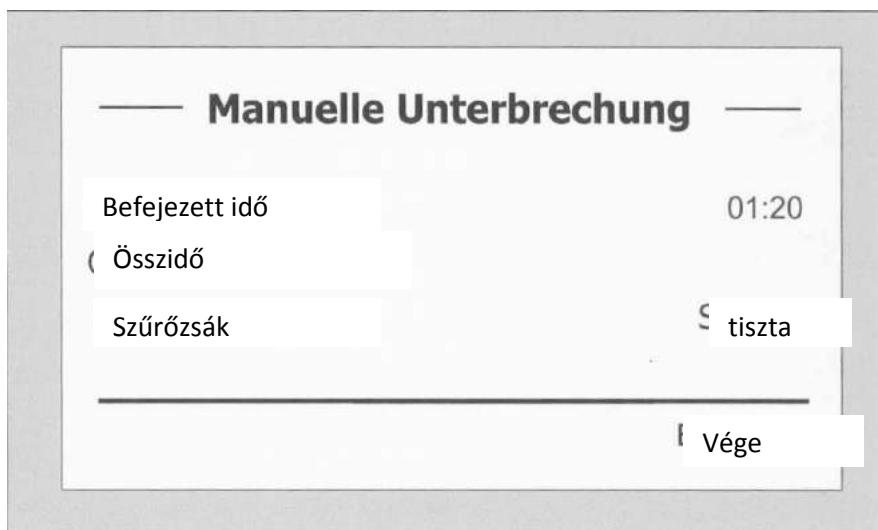 Manuelle Unterbrechung
Befejezett idő 01:20
Összidő
Szűrőzsák tiszta
Vége